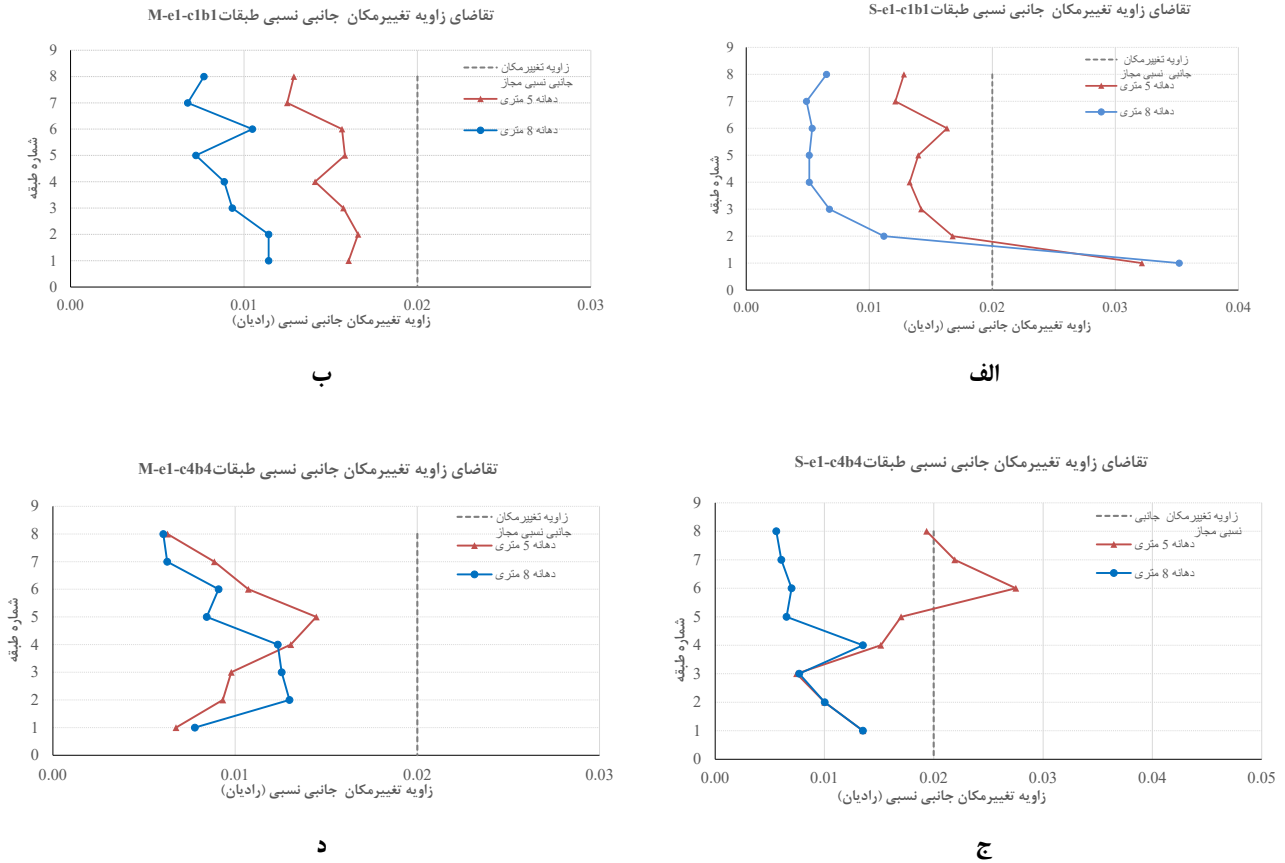 تقاضای زاویه تغییرمکان جانبی نسبی طبقات S-e1-c1b1
شماره طبقه
9
8
7
6
5
4
3
2
1
0
زاویه تغییرمکان جانبی نسبی مجاز
دهانه 5 متری
دهانه 8 متری
0.00 0.01 0.02 0.03 0.04
زاویه تغییرمکان جانبی نسبی (رادیان)
الف
تقاضای زاویه تغییرمکان جانبی نسبی طبقات M-e1-c1b1
شماره طبقه
9
8
7
6
5
4
3
2
1
0
زاویه تغییرمکان
جانبی نسبی مجاز
دهانه 5 متری
دهانه 8 متری
0.00 0.01 0.02 0.03
زاویه تغییرمکان جانبی نسبی (رادیان)
ب
تقاضای زاویه تغییرمکان جانبی نسبی طبقات S-e1-c4b4
شماره طبقه
9
8
7
6
5
4
3
2
1
0
زاویه تغییرمکان جانبی
نسبی مجاز
دهانه 5 متری
دهانه 8 متری
0.00 0.01 0.02 0.03 0.04 0.05
زاویه تغییرمکان جانبی نسبی (رادیان)
ج
تقاضای زاویه تغییرمکان جانبی نسبی طبقات M-e1-c4b4
شماره طبقه
9
8
7
6
5
4
3
2
1
0
زاویه تغییرمکان
جانبی نسبی مجاز
دهانه 5 متری
دهانه 8 متری
0.00 0.01 0.02 0.03
زاویه تغییرمکان جانبی نسبی (رادیان)
د